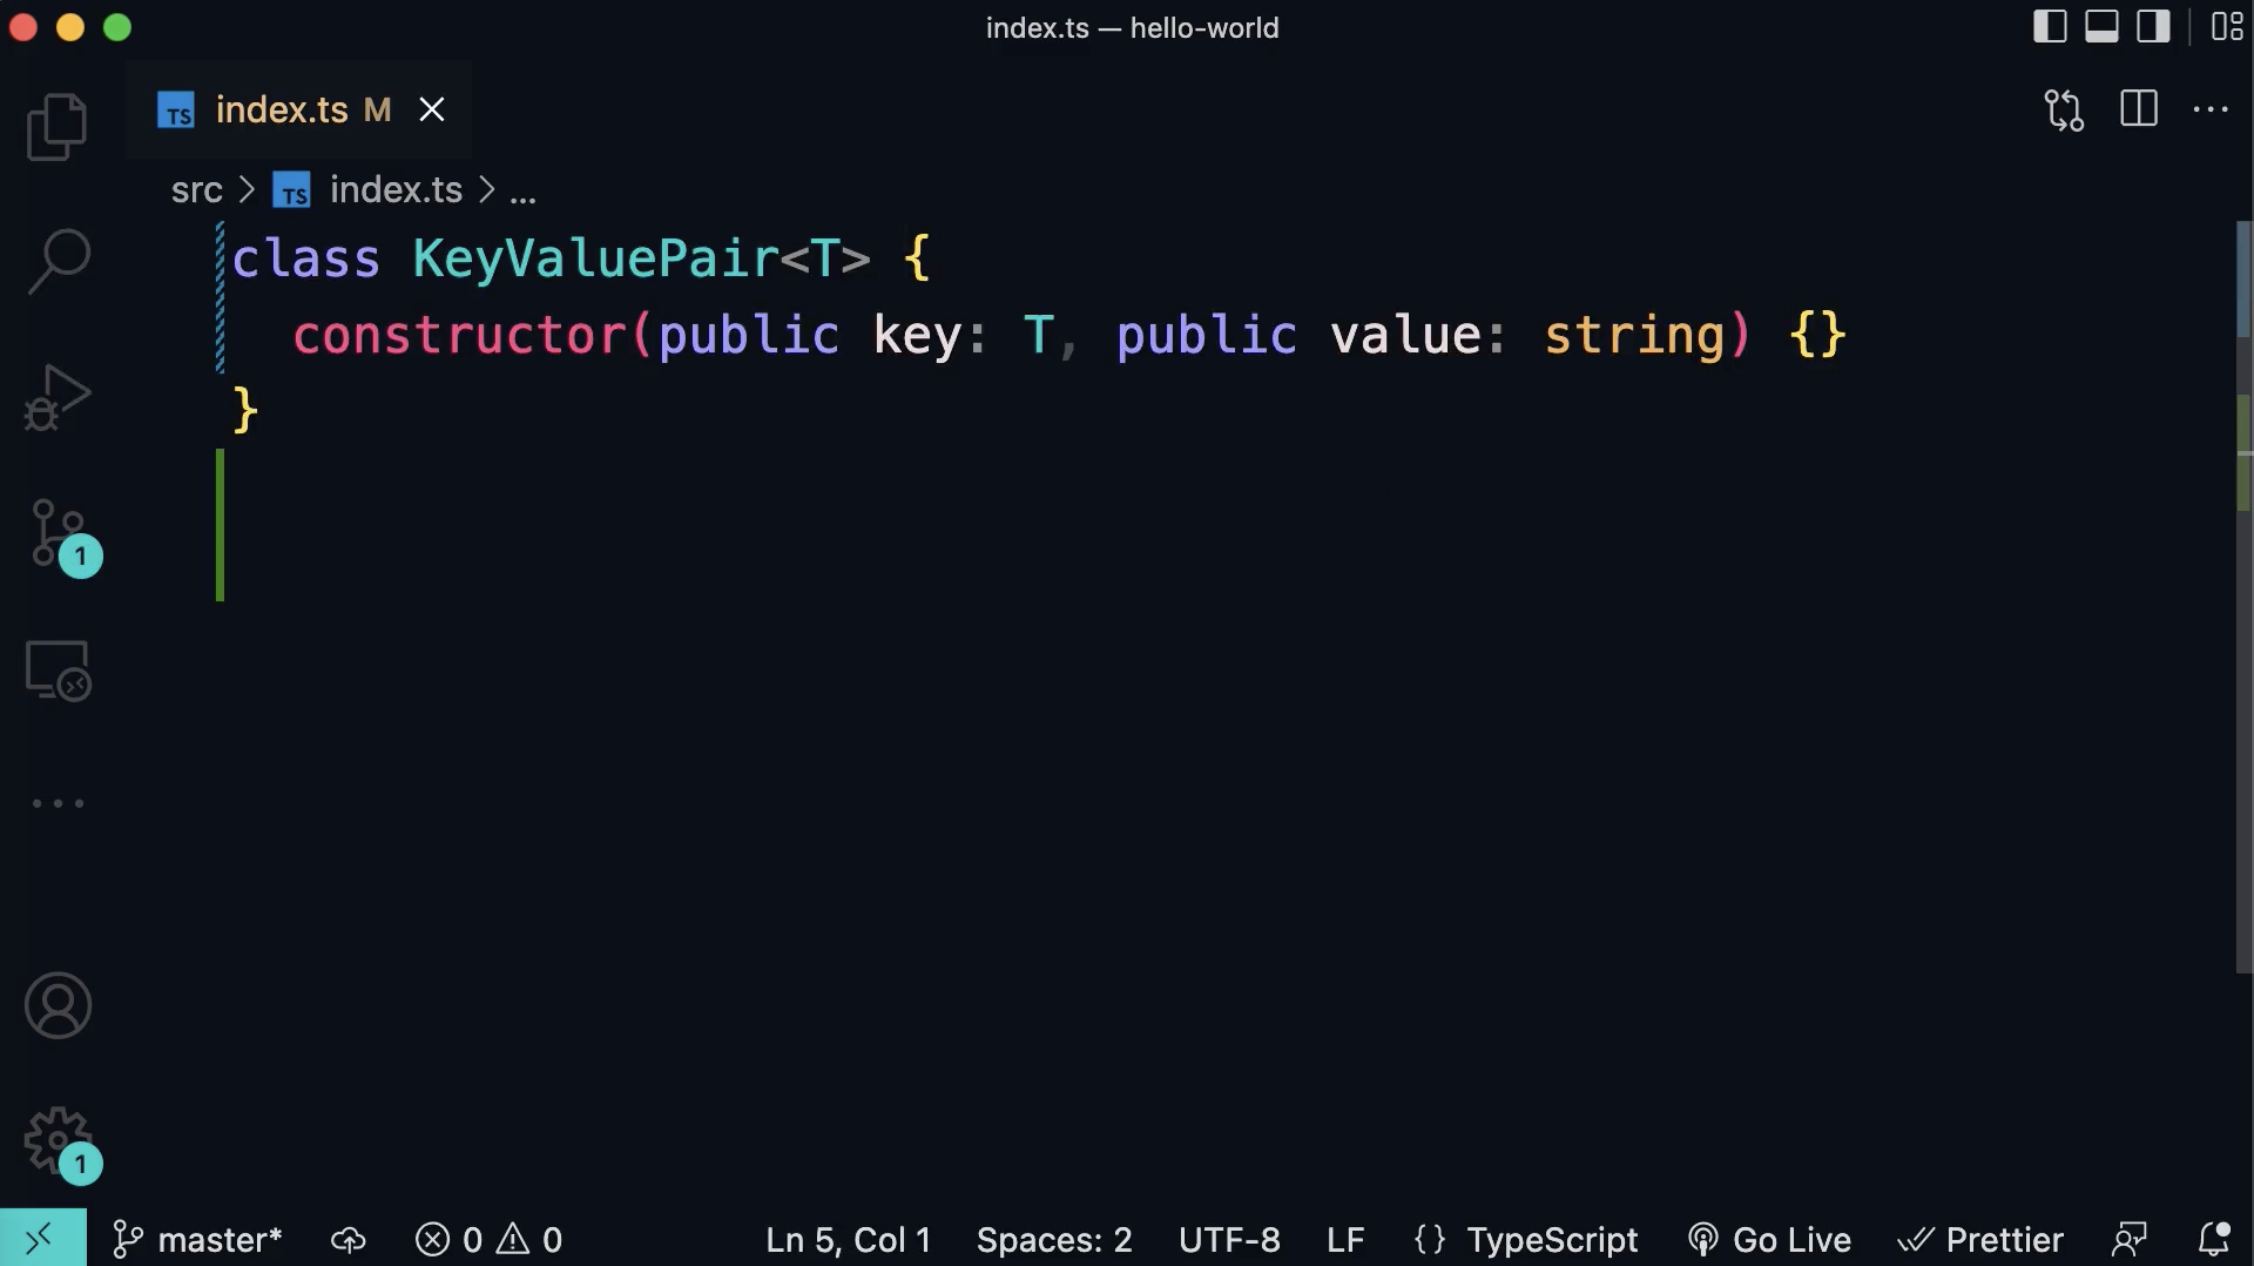 index.ts — hello-world
TS index.ts M
src > TS index.ts > ...
class KeyValuePair<T> {
  constructor(public key: T, public value: string) {}
}
1
1
master* 0 0 Ln 5, Col 1 Spaces: 2 UTF-8 LF {} TypeScript Go Live Prettier